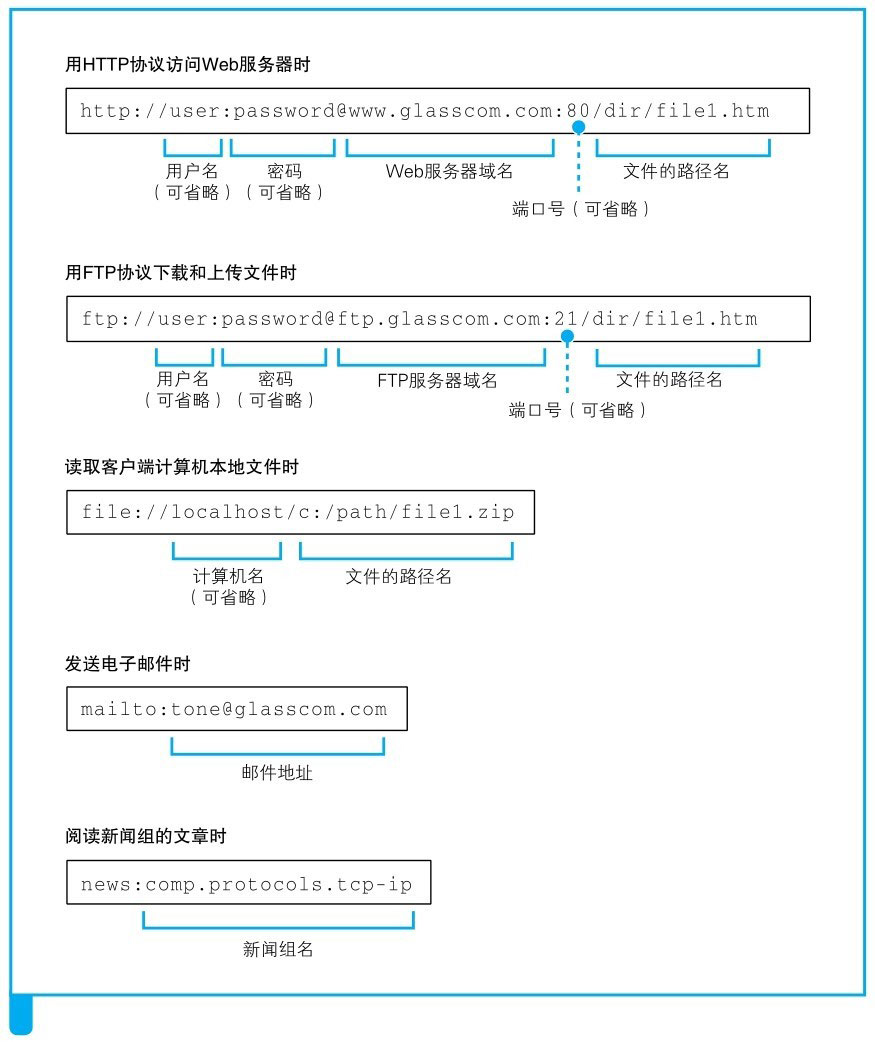 用HTTP协议访问Web服务器时
http://user:password@www.glasscom.com:80/dir/file1.htm
用户名 密码 Web服务器域名 文件的路径名
（可省略）（可省略）
端口号（可省略）
用FTP协议下载和上传文件时
ftp://user:password@ftp.glasscom.com:21/dir/file1.htm
用户名 密码 FTP服务器域名 文件的路径名
（可省略）（可省略）
端口号（可省略）
读取客户端计算机本地文件时
file://localhost/c:/path/file1.zip
计算机名 文件的路径名
（可省略）
发送电子邮件时
mailto:tone@glasscom.com
邮件地址
阅读新闻组的文章时
news:comp.protocols.tcp-ip
新闻组名